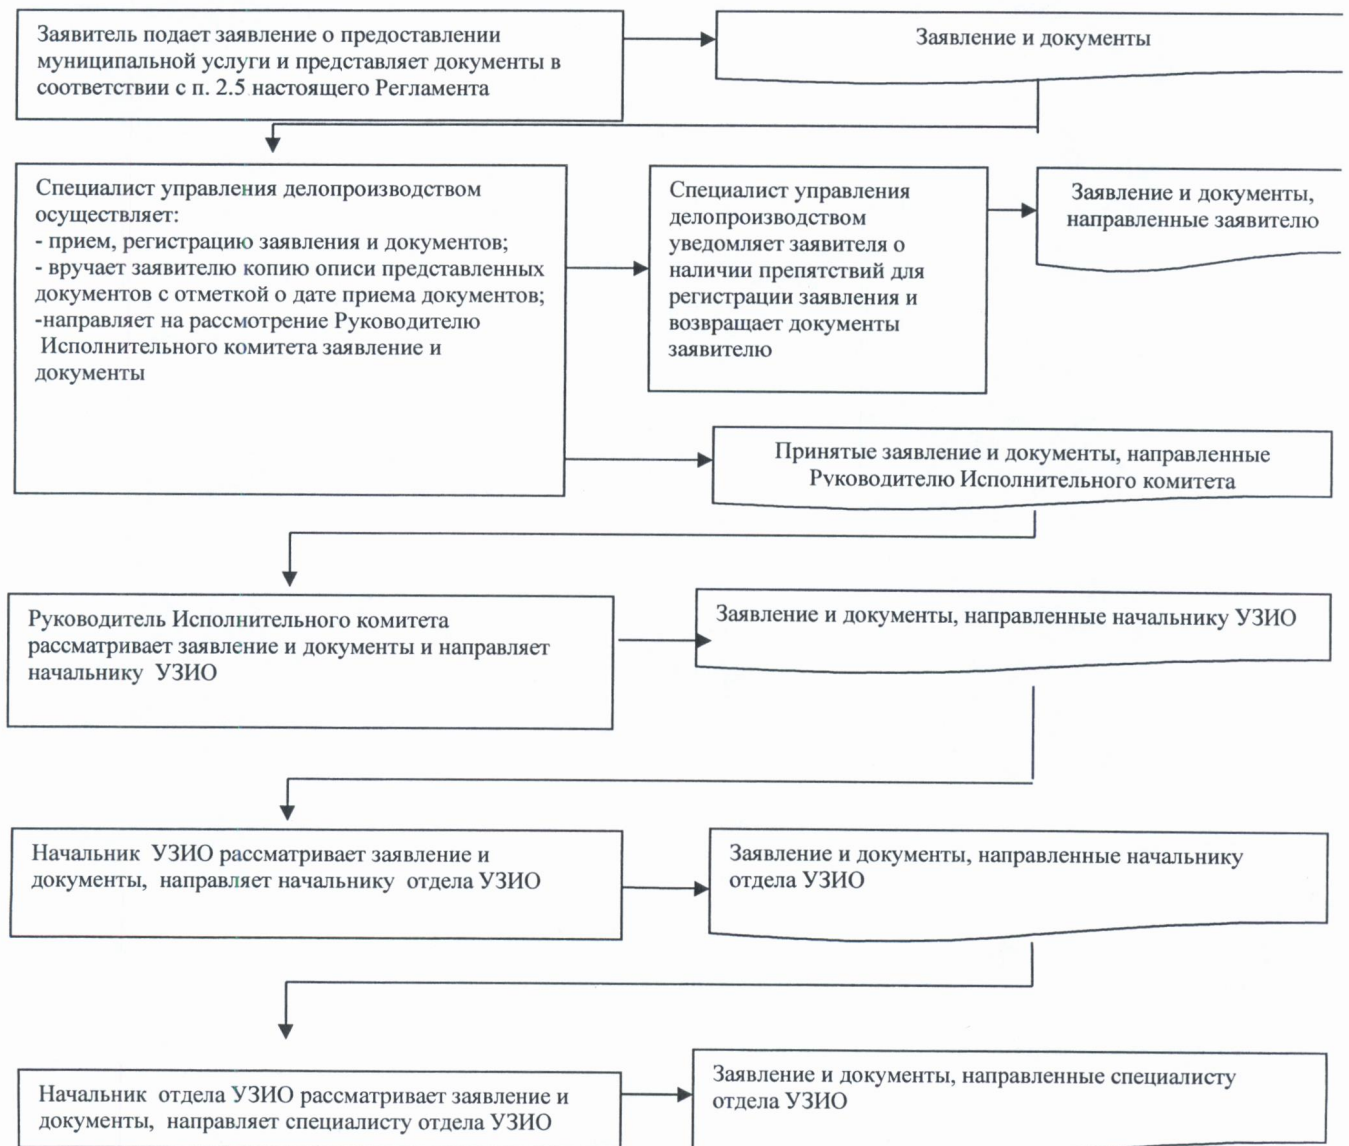 Заявитель подает заявление о предоставлении
муниципальной услуги и представляет документы в
соответствии с п. 2.5 настоящего Регламента
Заявление и документы
Специалист управления делопроизводством
осуществляет:
- прием, регистрацию заявления и документов;
- вручает заявителю копию описи представленных
документов с отметкой о дате приема документов;
-направляет на рассмотрение Руководителю
Исполнительного комитета заявление и
документы
Специалист управления
делопроизводством
уведомляет заявителя о
наличии препятствий для
регистрации заявления и
возвращает документы
заявителю
Заявление и документы,
направленные заявителю
Принятые заявление и документы, направленные
Руководителю Исполнительного комитета
Руководитель Исполнительного комитета
рассматривает заявление и документы и направляет
начальнику УЗИО
Заявление и документы, направленные начальнику УЗИО
Начальник УЗИО рассматривает заявление и
документы, направляет начальнику отдела УЗИО
Заявление и документы, направленные начальнику
отдела УЗИО
Начальник отдела УЗИО рассматривает заявление и
документы, направляет специалисту отдела УЗИО
Заявление и документы, направленные специалисту
отдела УЗИО